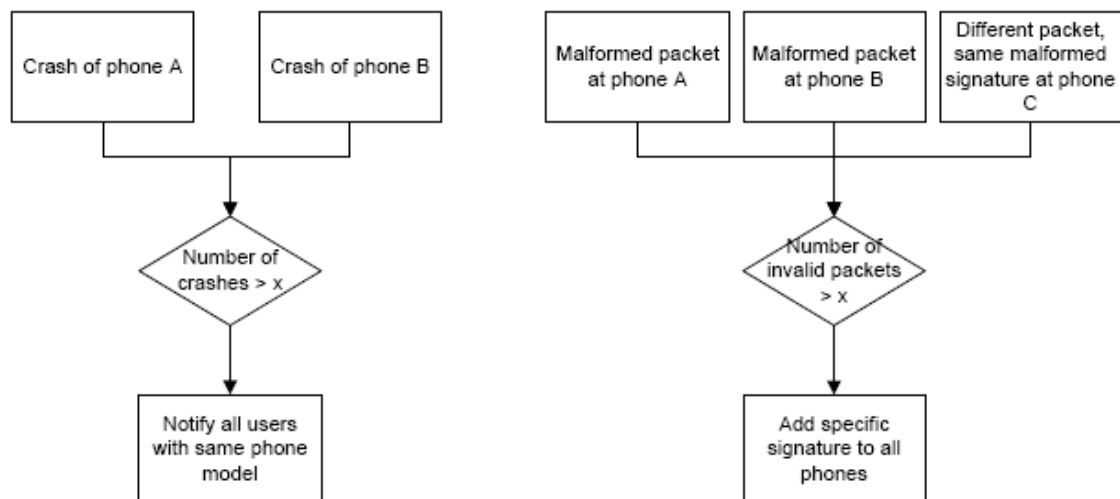 Crash of phone A
Crash of phone B
Malformed packet
at phone A
Malformed packet
at phone B
Different packet,
same malformed
signature at phone
C
Number of
crashes > x
Number of
invalid packets
> x
Notify all users
with same phone
model
Add specific
signature to all
phones